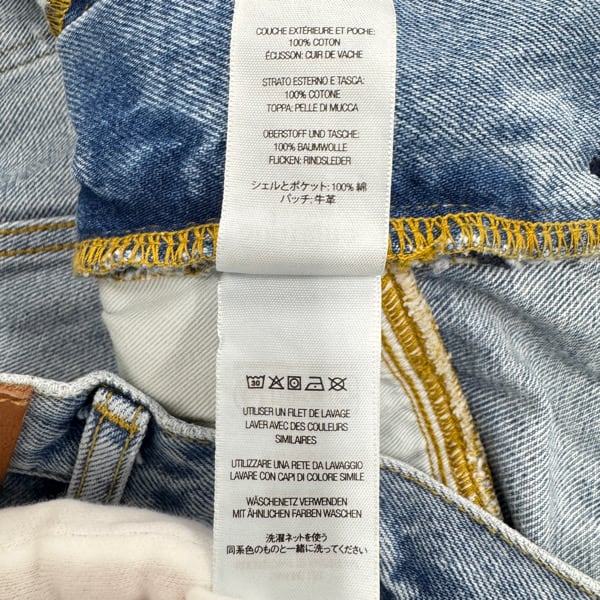 COUCHE EXTÉRIEURE ET POCHE:
100% COTON
ÉCUSSON: CUIR DE VACHE
STRATO ESTERNO E TASCA:
100% COTONE
TOPPA: PELLE DI MUCCA
OBERSTOFF UND TASCHE:
100% BAUMWOLLE
FLICKEN: RINDSLEDER
シェルとポケット: 100% 綿
パッチ: 牛革
30
UTILISER UN FILET DE LAVAGE
LAVER AVEC DES COULEURS
SIMILAIRES
UTILIZZARE UNA RETE DA LAVAGGIO
LAVARE CON CAPI DI COLORE SIMILE
WÄSCHENETZ VERWENDEN
MIT ÄHNLICHEN FARBEN WASCHEN
洗濯ネットを使う
同系色のものと一緒に洗ってください